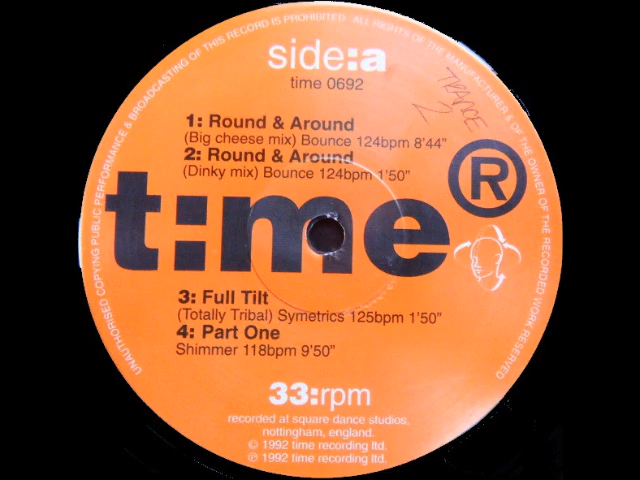 UNAUTHORISED COPYING PUBLIC PERFORMANCE & BROADCASTING OF THIS RECORD IS PROHIBITED. ALL RIGHTS OF THE MANUFACTURER & OF THE OWNER OF THE RECORDED WORK RESERVED
side:a
time 0692
TRANCE
2
1: Round & Around
(Big cheese mix) Bounce 124bpm 8'44"
2: Round & Around
(Dinky mix) Bounce 124bpm 1'50"
t:me®
3: Full Tilt
(Totally Tribal) Symetrics 125bpm 1'50"
4: Part One
Shimmer 118bpm 9'50"
33:rpm
recorded at square dance studios,
nottingham, england.
© 1992 time recording ltd.
℗ 1992 time recording ltd.